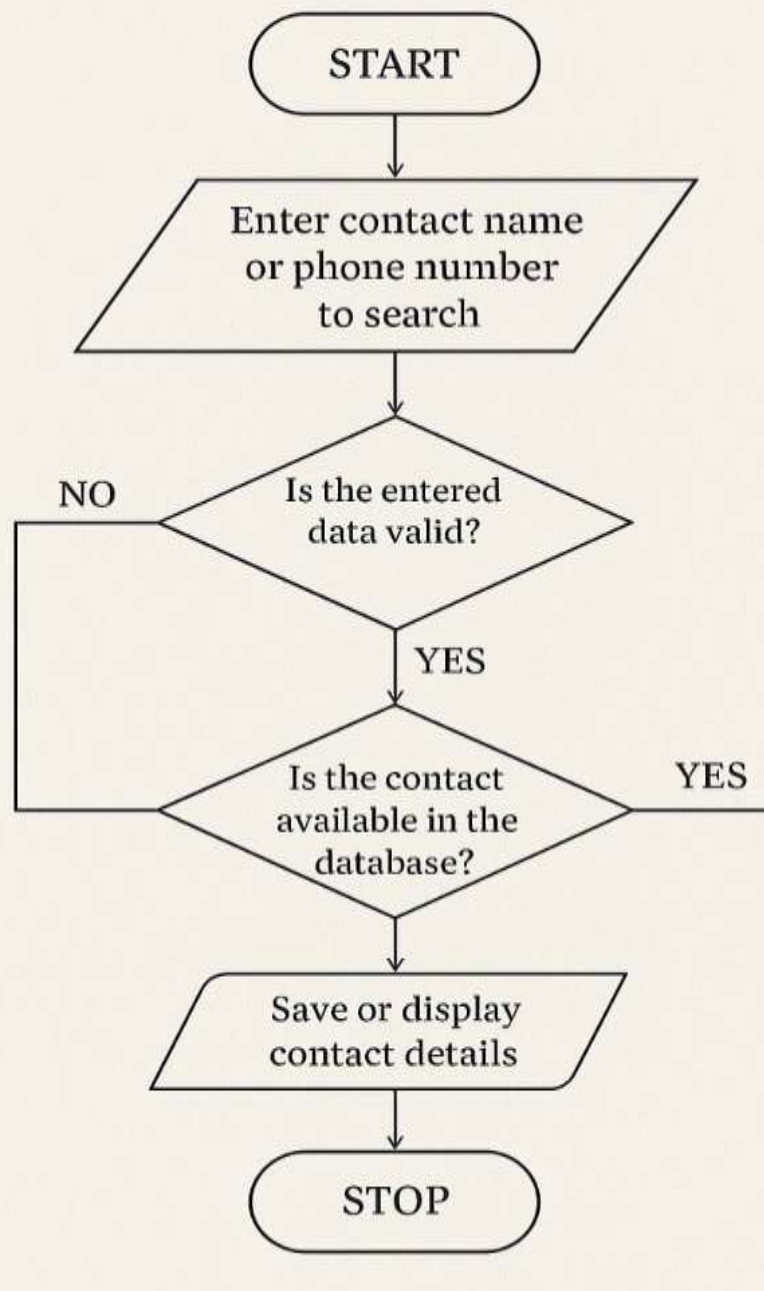 START
Enter contact name
or phone number
to search
NO
Is the entered
data valid?
YES
Is the contact
available in the
database?
YES
Save or display
contact details
STOP